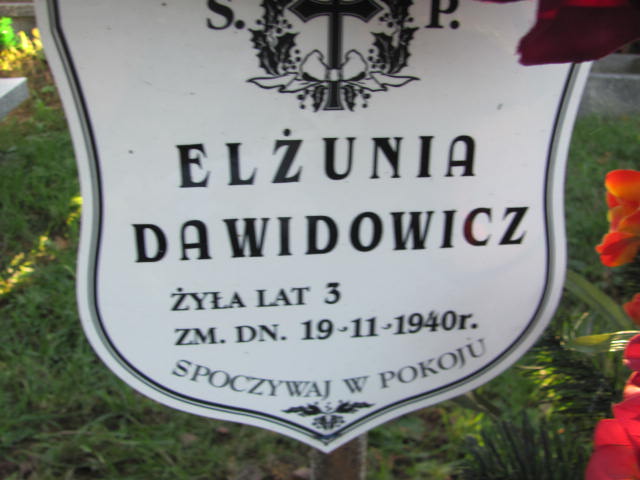 Ś. P.
ELŻUNIA
DAWIDOWICZ
ŻYŁA LAT 3
ZM. DN. 19-11-1940r.
SPOCZYWAJ W POKOJU